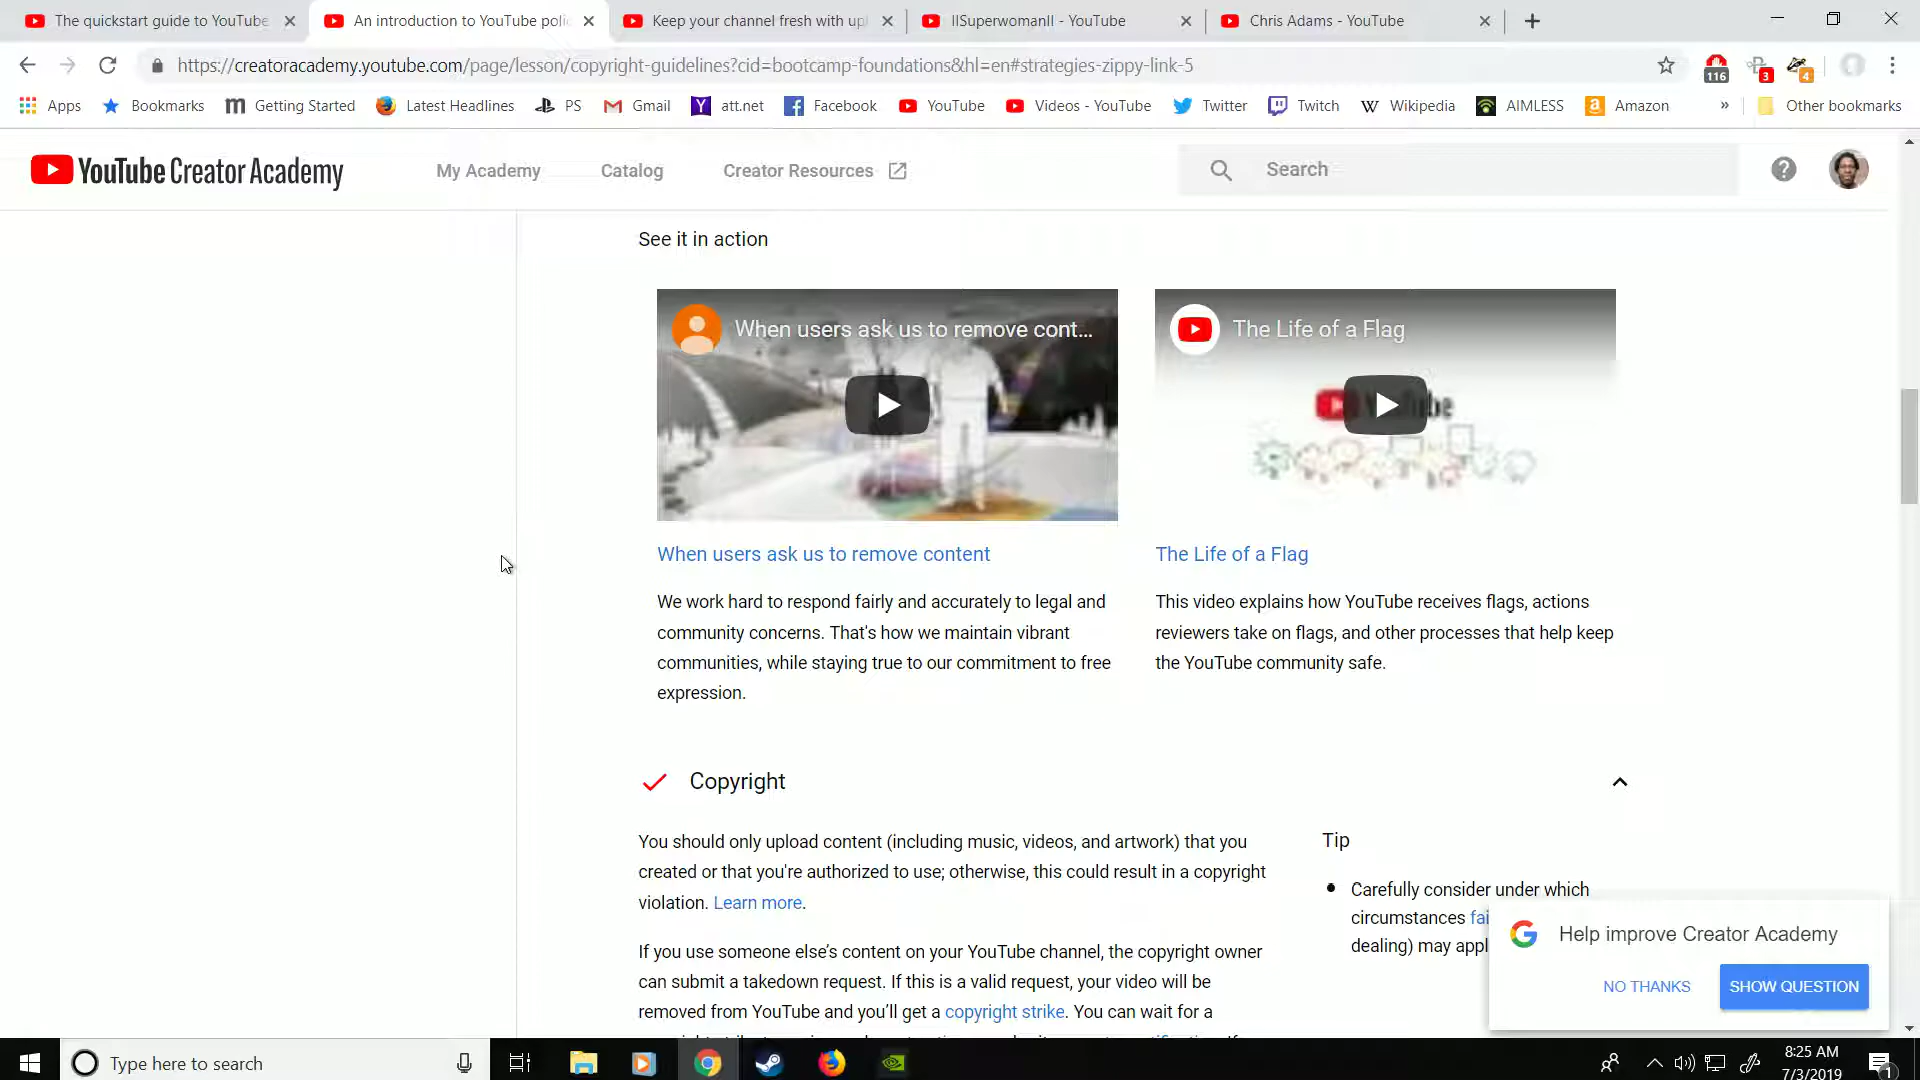 The quickstart guide to YouTube
An introduction to YouTube poli
Keep your channel fresh with upl
IISuperwomanII - YouTube
Chris Adams - YouTube
https://creatoracademy.youtube.com/page/lesson/copyright-guidelines?cid=bootcamp-foundations&hl=en#strategies-zippy-link-5
116
3
4
Apps
Bookmarks
Getting Started
Latest Headlines
PS
Gmail
att.net
Facebook
YouTube
Videos - YouTube
Twitter
Twitch
Wikipedia
AIMLESS
Amazon
»
Other bookmarks
YouTube Creator Academy
My Academy
Catalog
Creator Resources
Search
See it in action
When users ask us to remove cont...
The Life of a Flag
When users ask us to remove content
The Life of a Flag
We work hard to respond fairly and accurately to legal and
community concerns. That's how we maintain vibrant
communities, while staying true to our commitment to free
expression.
This video explains how YouTube receives flags, actions
reviewers take on flags, and other processes that help keep
the YouTube community safe.
Copyright
You should only upload content (including music, videos, and artwork) that you
created or that you're authorized to use; otherwise, this could result in a copyright
violation. Learn more.
If you use someone else’s content on your YouTube channel, the copyright owner
can submit a takedown request. If this is a valid request, your video will be
removed from YouTube and you’ll get a copyright strike. You can wait for a
Tip
Carefully consider under which
circumstances fai
dealing) may appl
Help improve Creator Academy
NO THANKS
SHOW QUESTION
Type here to search
8:25 AM
7/3/2019
1